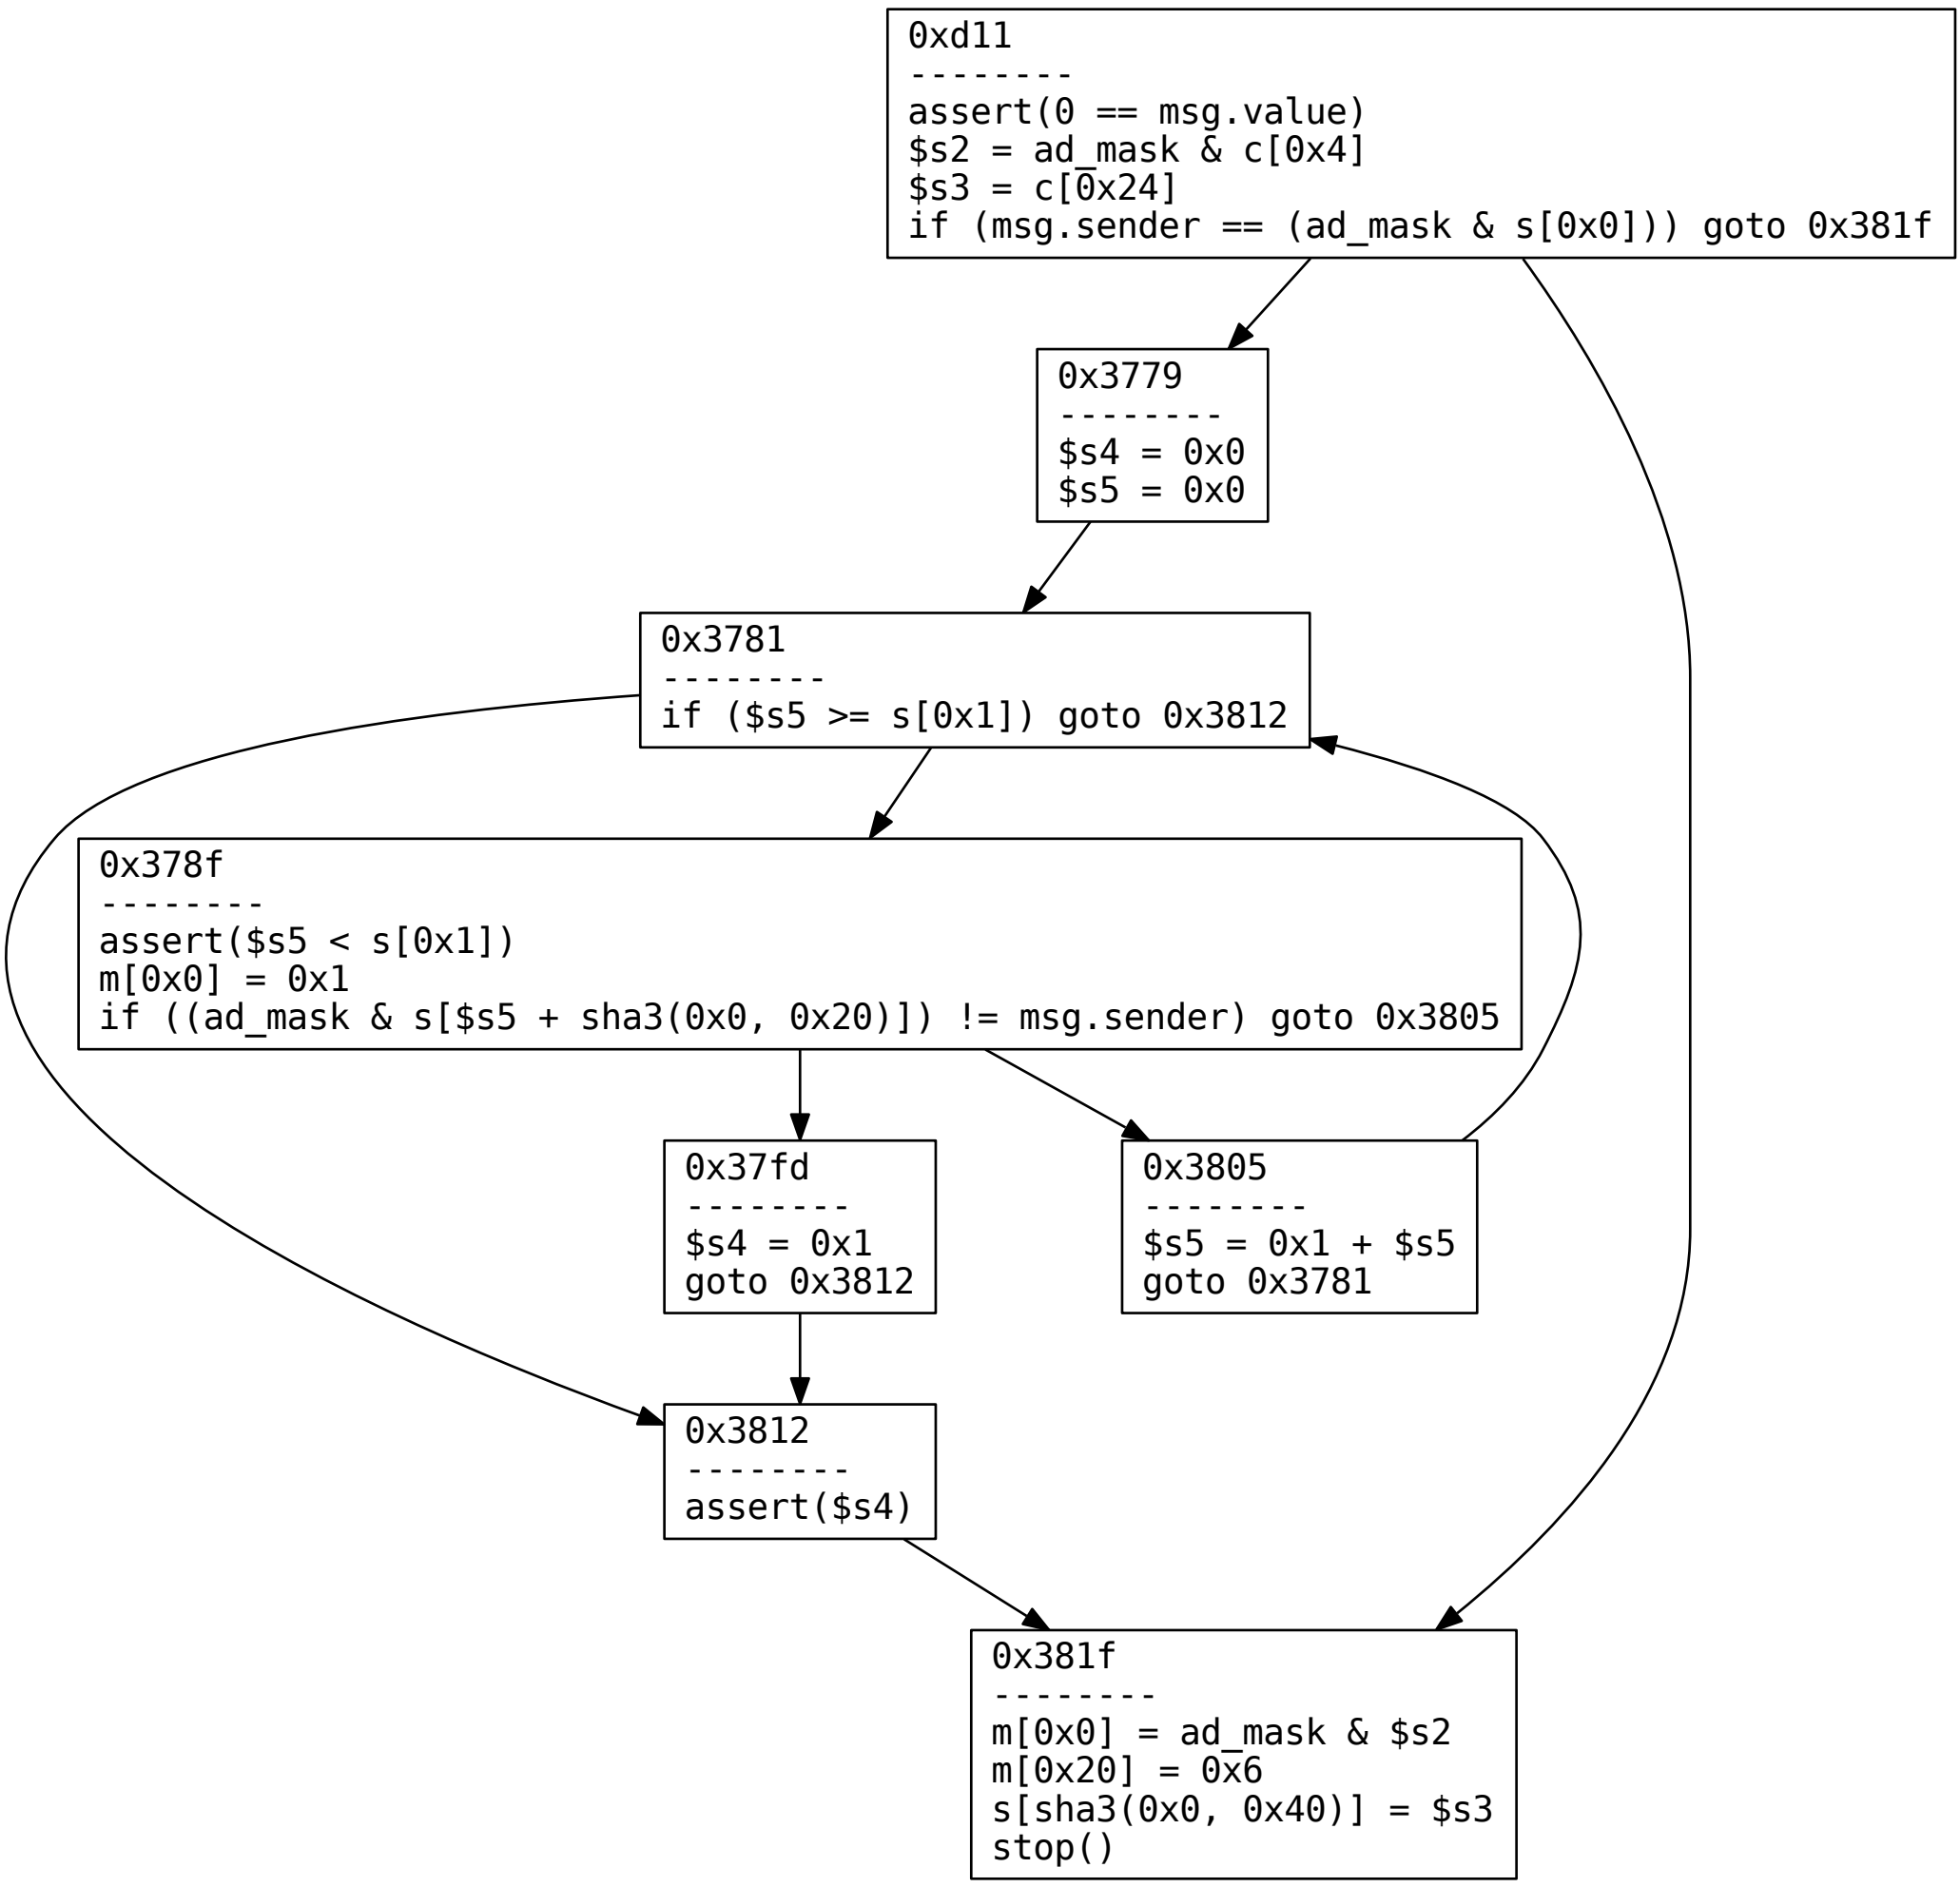 0xd11
--------
assert(0 == msg.value)
$s2 = ad_mask & c[0x4]
$s3 = c[0x24]
if (msg.sender == (ad_mask & s[0x0])) goto 0x381f
0x3779
--------
$s4 = 0x0
$s5 = 0x0
0x3781
--------
if ($s5 >= s[0x1]) goto 0x3812
0x378f
--------
assert($s5 < s[0x1])
m[0x0] = 0x1
if ((ad_mask & s[$s5 + sha3(0x0, 0x20)]) != msg.sender) goto 0x3805
0x37fd
--------
$s4 = 0x1
goto 0x3812
0x3805
--------
$s5 = 0x1 + $s5
goto 0x3781
0x3812
--------
assert($s4)
0x381f
--------
m[0x0] = ad_mask & $s2
m[0x20] = 0x6
s[sha3(0x0, 0x40)] = $s3
stop()